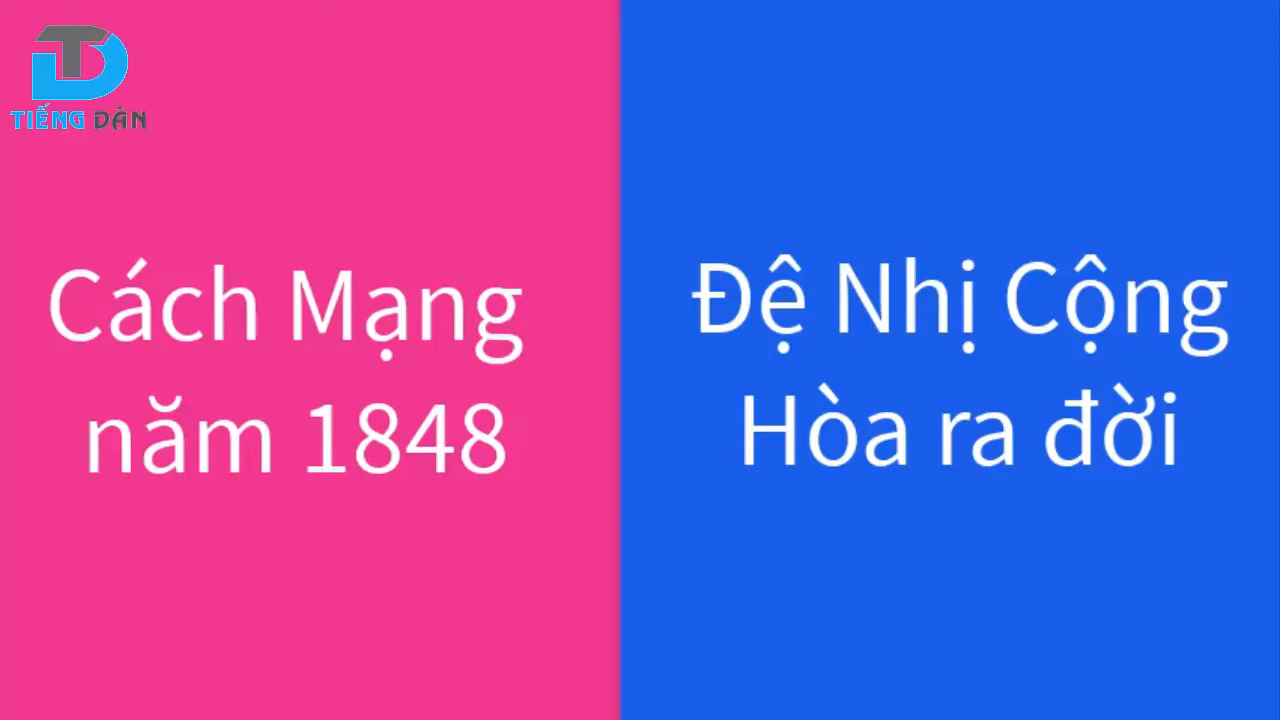 TIẾNG DÂN
Cách Mạng
năm 1848
Đệ Nhị Cộng
Hòa ra đời